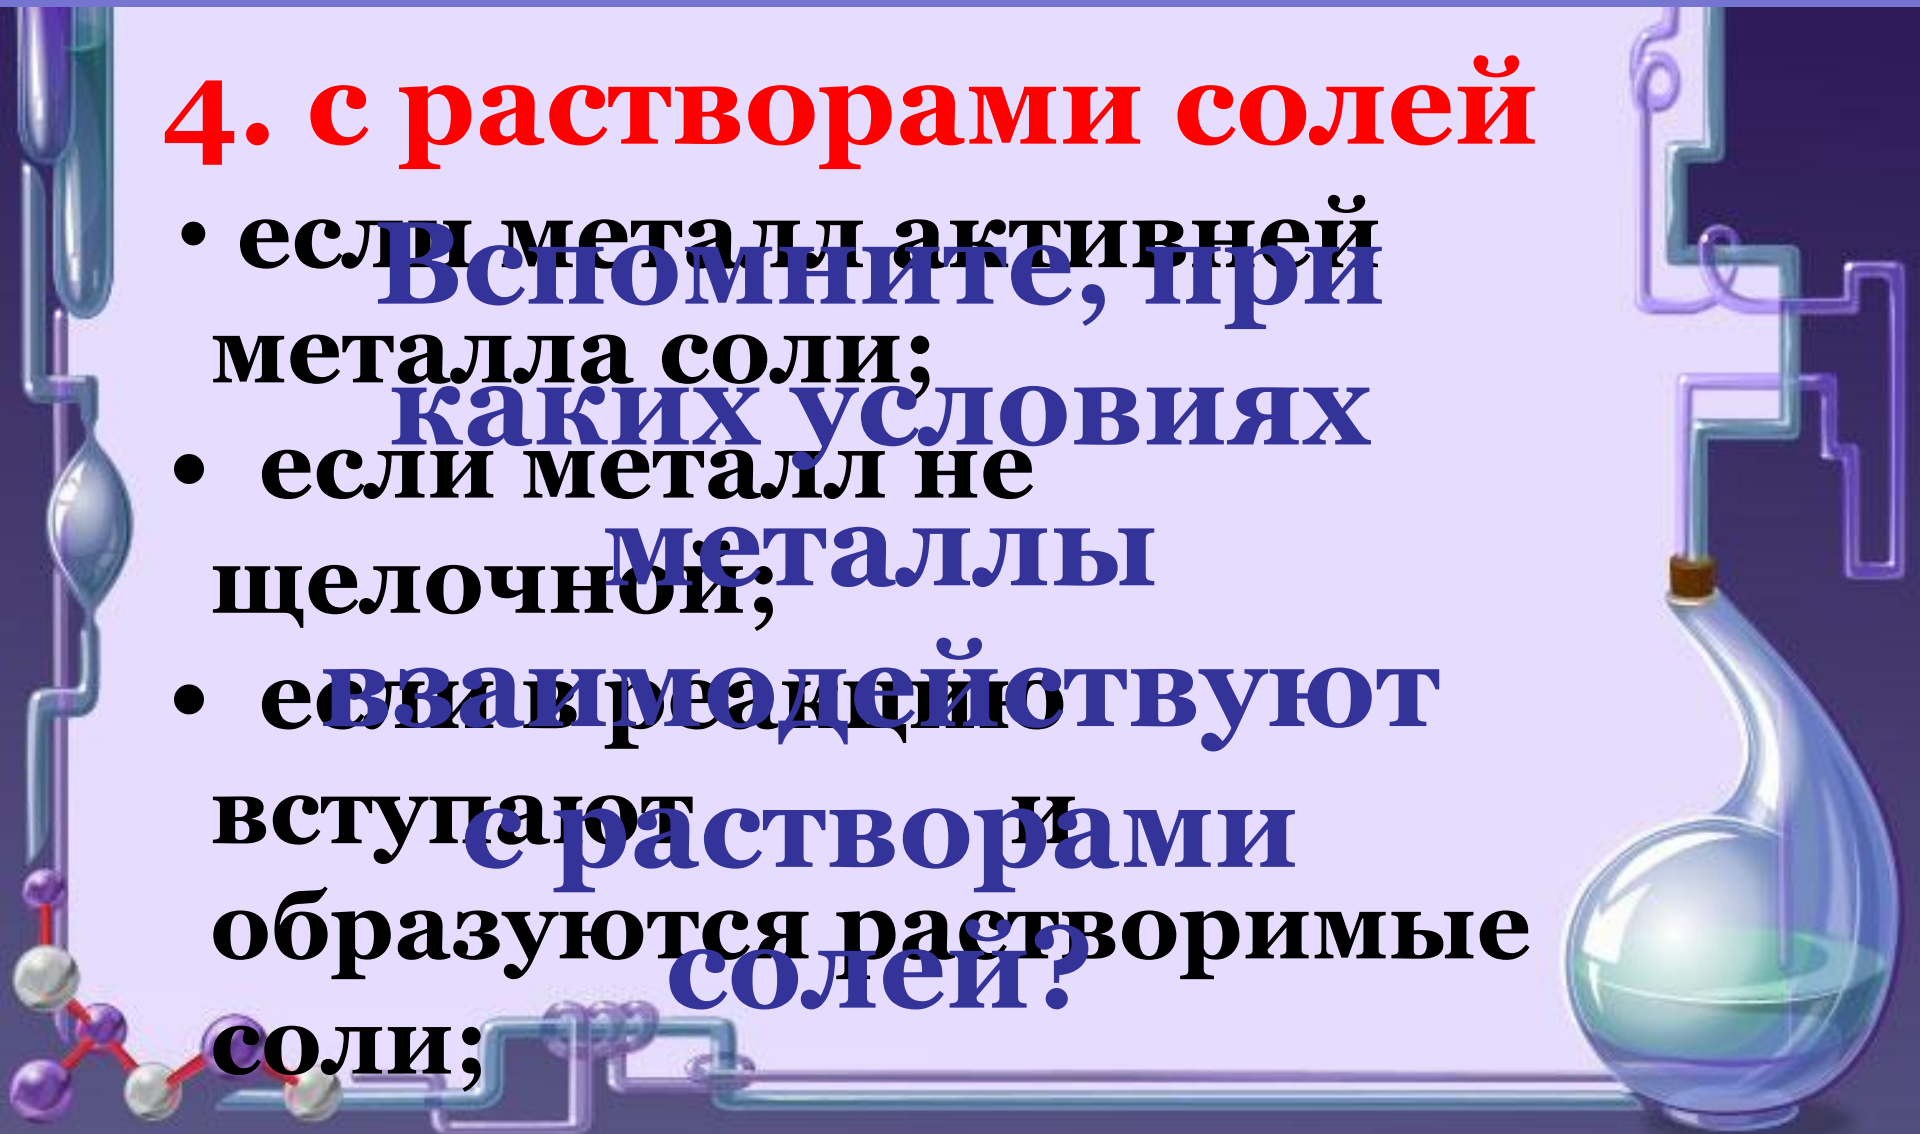 4. с растворами солей
• если металл активней
металла соли;
• если металл не
щелочной;
• если в реакцию
вступают и
образуются растворимые
соли;
Вспомните, при
каких условиях
металлы
взаимодействуют
с растворами
солей?